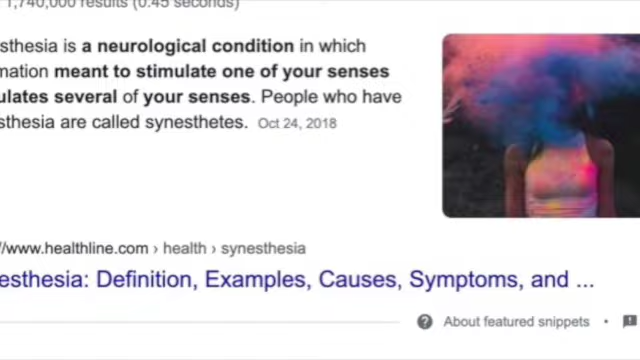 1,740,000 results (0.45 seconds)
sthesia is a neurological condition in which
mation meant to stimulate one of your senses
ulates several of your senses. People who have
sthesia are called synesthetes. Oct 24, 2018
//www.healthline.com › health › synesthesia
esthesia: Definition, Examples, Causes, Symptoms, and ...
About featured snippets •